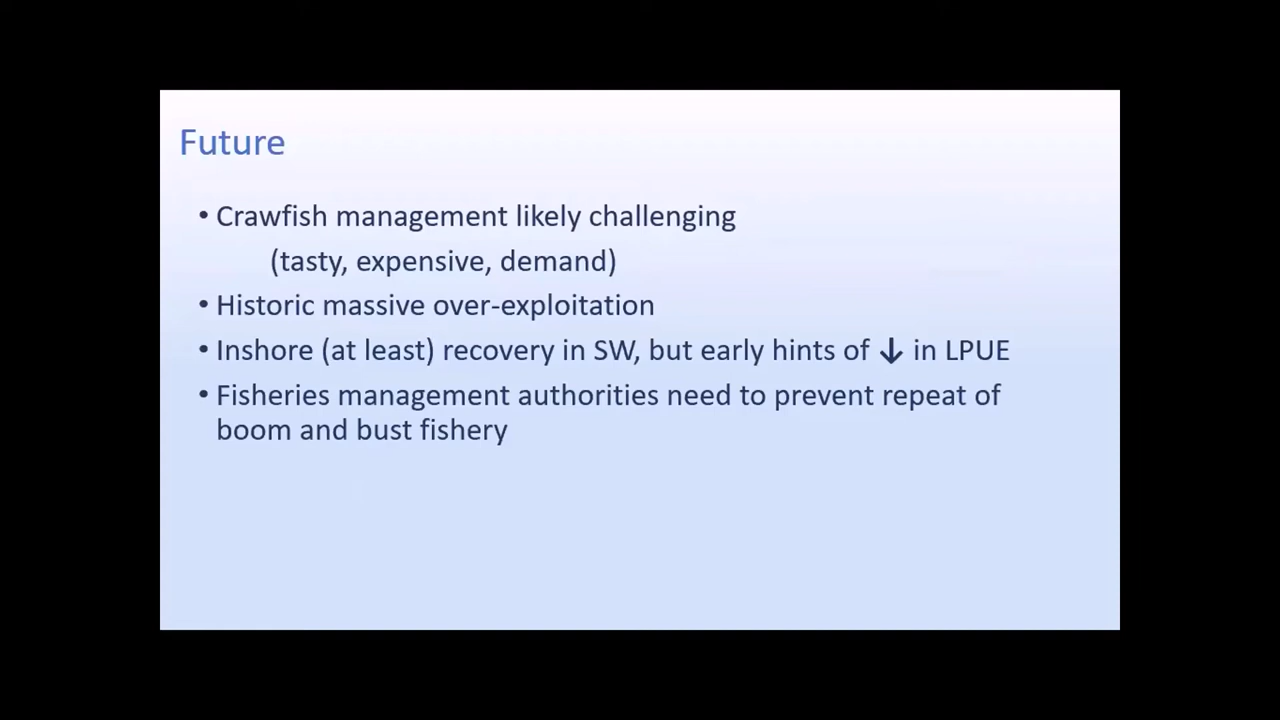 Future
• Crawfish management likely challenging
(tasty, expensive, demand)
• Historic massive over-exploitation
• Inshore (at least) recovery in SW, but early hints of ↓ in LPUE
• Fisheries management authorities need to prevent repeat of
boom and bust fishery